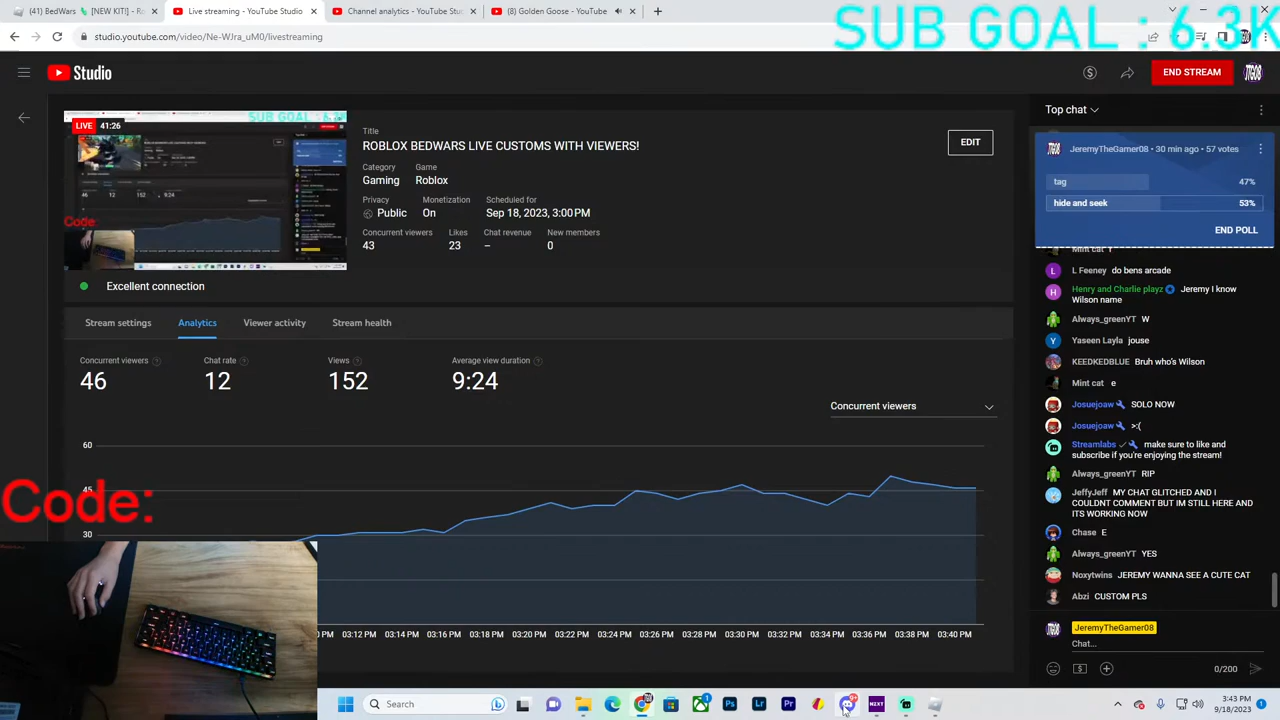 (41) BedWars [NEW KIT!] - Ro
Live streaming - YouTube Studio
Channel analytics - YouTube Studio
(8) Golden Goose - YouTube
SUB GOAL : 6.3K
studio.youtube.com/video/Ne-WJra_uM0/livestreaming
Studio
END STREAM
LIVE 41:26
Title
ROBLOX BEDWARS LIVE CUSTOMS WITH VIEWERS!
EDIT
Category Game
Gaming Roblox
Privacy Monetization Scheduled for
Public On Sep 18, 2023, 3:01 PM
Concurrent viewers Likes Chat revenue New members
43 23 0
Code:
Excellent connection
Stream settings Analytics Viewer activity Stream health
Concurrent viewers Chat rate Views Average view duration
46 12 152 9:24
Concurrent viewers
60
45
30
Code:
03:14 PM 03:16 PM 03:18 PM 03:20 PM 03:22 PM 03:24 PM 03:26 PM 03:28 PM 03:30 PM 03:32 PM 03:34 PM 03:36 PM 03:38 PM 03:40 PM
Top chat
JeremyTheGamer08 • 30 min ago • 57 votes
tag 47%
hide and seek 53%
END POLL
Mint cat Y
L Feeney do bens arcade
Henry and Charlie playz Jeremy I know
Wilson name
Always_greenYT W
Yaseen Layla jouse
KEEDKEDBLUE Bruh who's Wilson
Mint cat e
Josuejoaw SOLO NOW
Josuejoaw >:(
Streamlabs make sure to like and
subscribe if you're enjoying the stream!
Always_greenYT RIP
JeffyJeff MY CHAT GLITCHED AND I
COULDNT COMMENT BUT IM STILL HERE AND
ITS WORKING NOW
Chase E
Always_greenYT YES
Noxytwins JEREMY WANNA SEE A CUTE CAT
Abzi CUSTOM PLS
JeremyTheGamer08
Chat...
0/200
Search
3:43 PM
9/18/2023